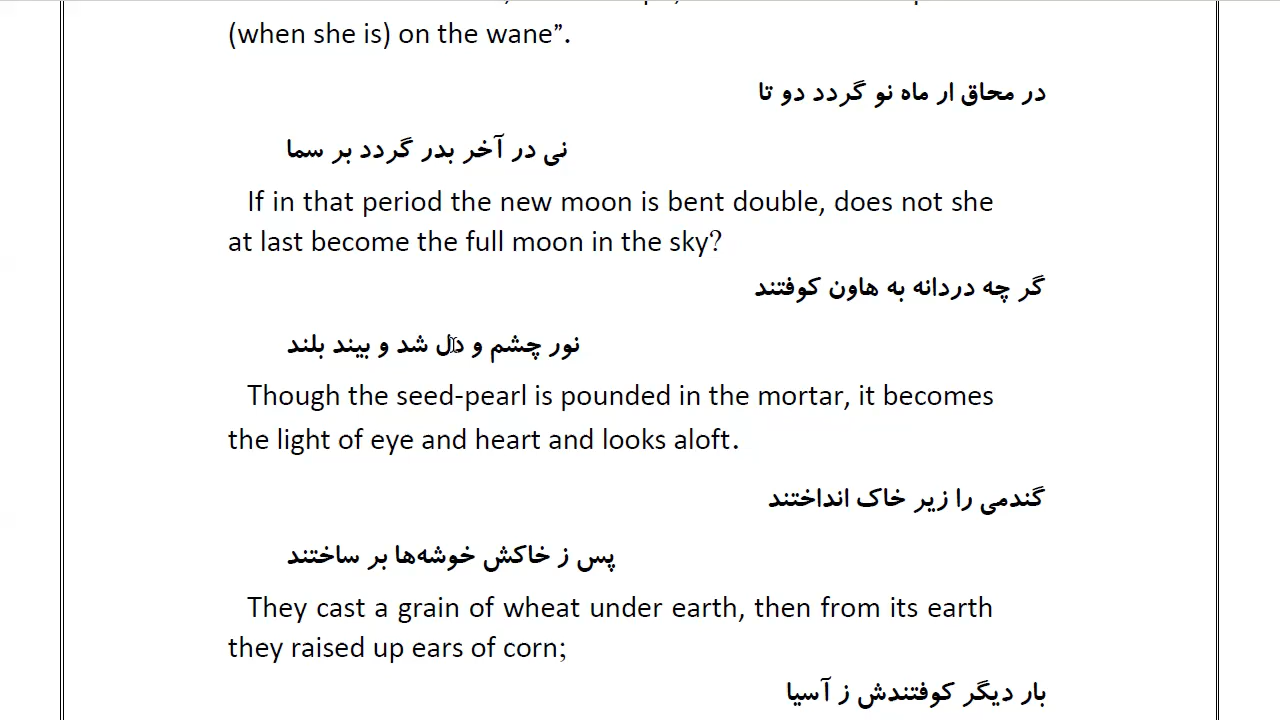 (when she is) on the wane”.
در محاق ار ماه نو گردد دو تا
نی در آخر بدر گردد بر سما
If in that period the new moon is bent double, does not she
at last become the full moon in the sky?
گر چه دردانه به هاون کوفتند
نور چشم و دل شد و بیند بلند
Though the seed-pearl is pounded in the mortar, it becomes
the light of eye and heart and looks aloft.
گندمی را زیر خاک انداختند
پس ز خاکش خوشه‌ها بر ساختند
They cast a grain of wheat under earth, then from its earth
they raised up ears of corn;
بار دیگر کوفتندش ز آسیا